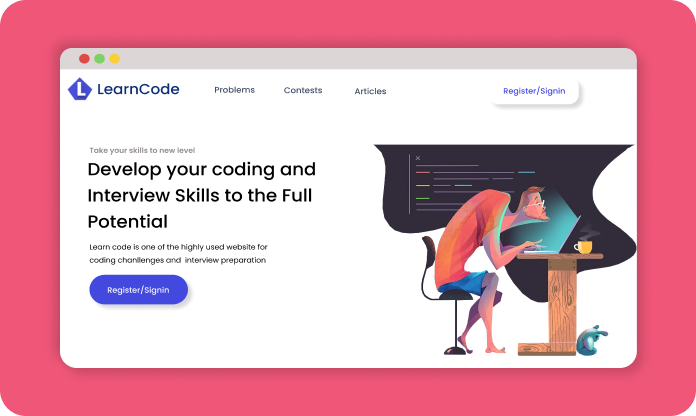 L LearnCode
Problems
Contests
Articles
Register/Signin
Take your skills to new level
Develop your coding and
Interview Skills to the Full
Potential
Learn code is one of the highly used website for
coding chanllenges and interview preparation
Register/Signin